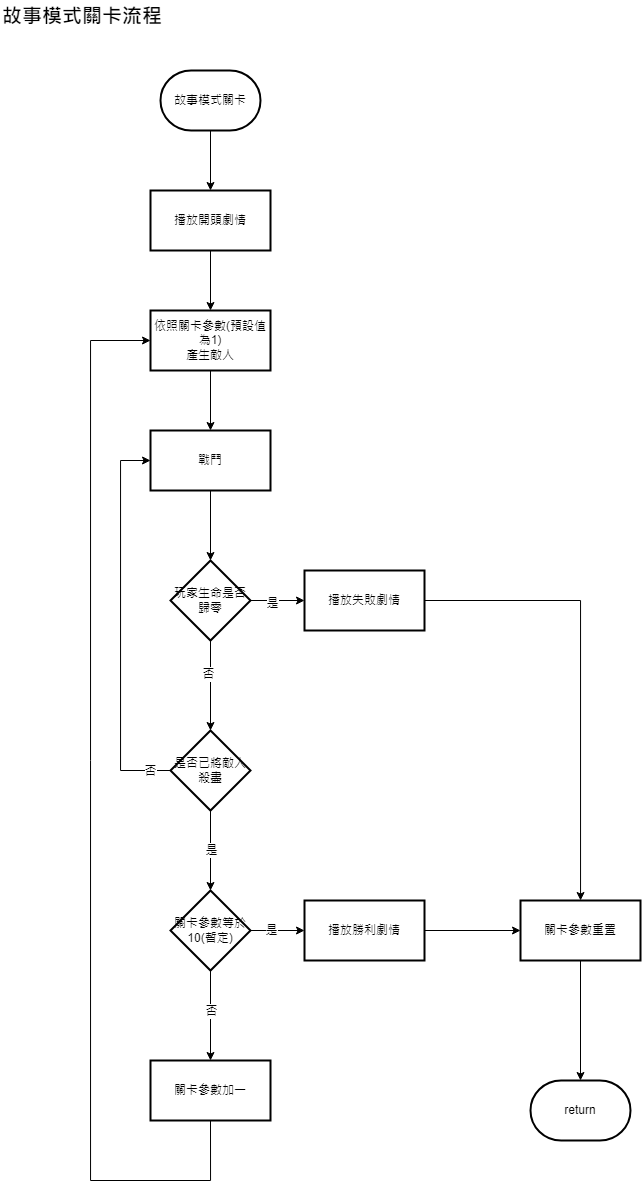 故事模式關卡流程
故事模式關卡
播放開頭劇情
依照關卡參數(預設值
為1)
產生敵人
戰鬥
玩家生命是否
歸零
是
播放失敗劇情
否
是否已將敵人
殺盡
否
是
關卡參數等於
10(暫定)
是
播放勝利劇情
關卡參數重置
否
關卡參數加一
return